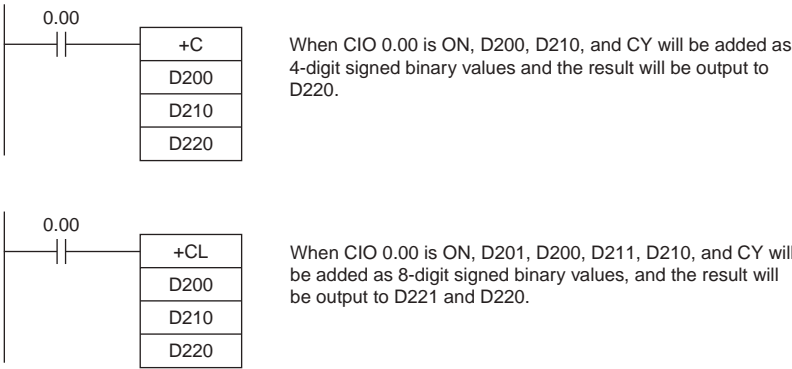 0.00
+C
D200
D210
D220
When CIO 0.00 is ON, D200, D210, and CY will be added as
4-digit signed binary values and the result will be output to
D220.
0.00
+CL
D200
D210
D220
When CIO 0.00 is ON, D201, D200, D211, D210, and CY will
be added as 8-digit signed binary values, and the result will
be output to D221 and D220.